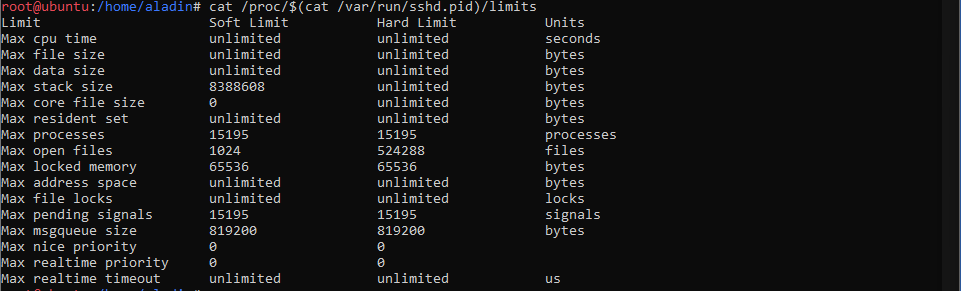 root@ubuntu:/home/aladin# cat /proc/$(cat /var/run/sshd.pid)/limits
Limit                     Soft Limit           Hard Limit           Units
Max cpu time              unlimited            unlimited            seconds
Max file size             unlimited            unlimited            bytes
Max data size             unlimited            unlimited            bytes
Max stack size            8388608              unlimited            bytes
Max core file size        0                    unlimited            bytes
Max resident set          unlimited            unlimited            bytes
Max processes             15195                15195                processes
Max open files            1024                 524288               files
Max locked memory         65536                65536                bytes
Max address space         unlimited            unlimited            bytes
Max file locks            unlimited            unlimited            locks
Max pending signals       15195                15195                signals
Max msgqueue size         819200               819200               bytes
Max nice priority         0                    0
Max realtime priority     0                    0
Max realtime timeout      unlimited            unlimited            us